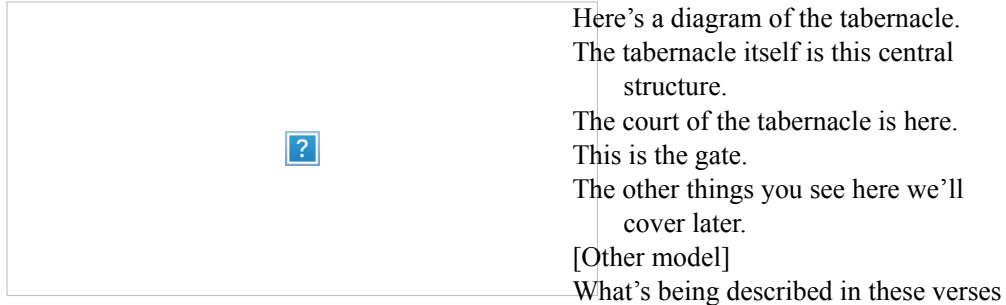 Here’s a diagram of the tabernacle.
The tabernacle itself is this central
structure.
The court of the tabernacle is here.
This is the gate.
The other things you see here we’ll
cover later.
[Other model]
What’s being described in these verses
?